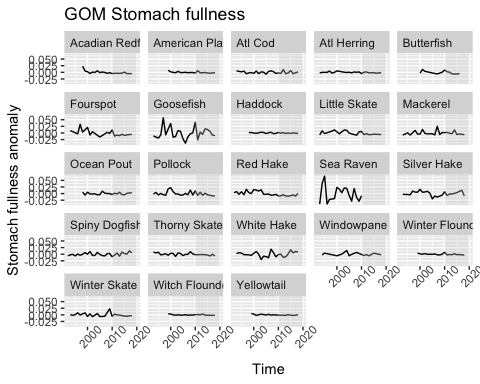 GOM Stomach fullness
Acadian Redf American Pla Atl Cod Atl Herring Butterfish
0.050
0.025
0.000
-0.025
Fourspot Goosefish Haddock Little Skate Mackerel
0.050
0.025
0.000
-0.025
Stomach fullness anomaly
Ocean Pout Pollock Red Hake Sea Raven Silver Hake
0.050
0.025
0.000
-0.025
Spiny Dogfish Thorny Skate White Hake Windowpane Winter Flound
0.050
0.025
0.000
-0.025
2000 2010 2020 2000 2010 2020
Winter Skate Witch Flounde Yellowtail
0.050
0.025
0.000
-0.025
2000 2010 2020 2000 2010 2020 2000 2010 2020
Time